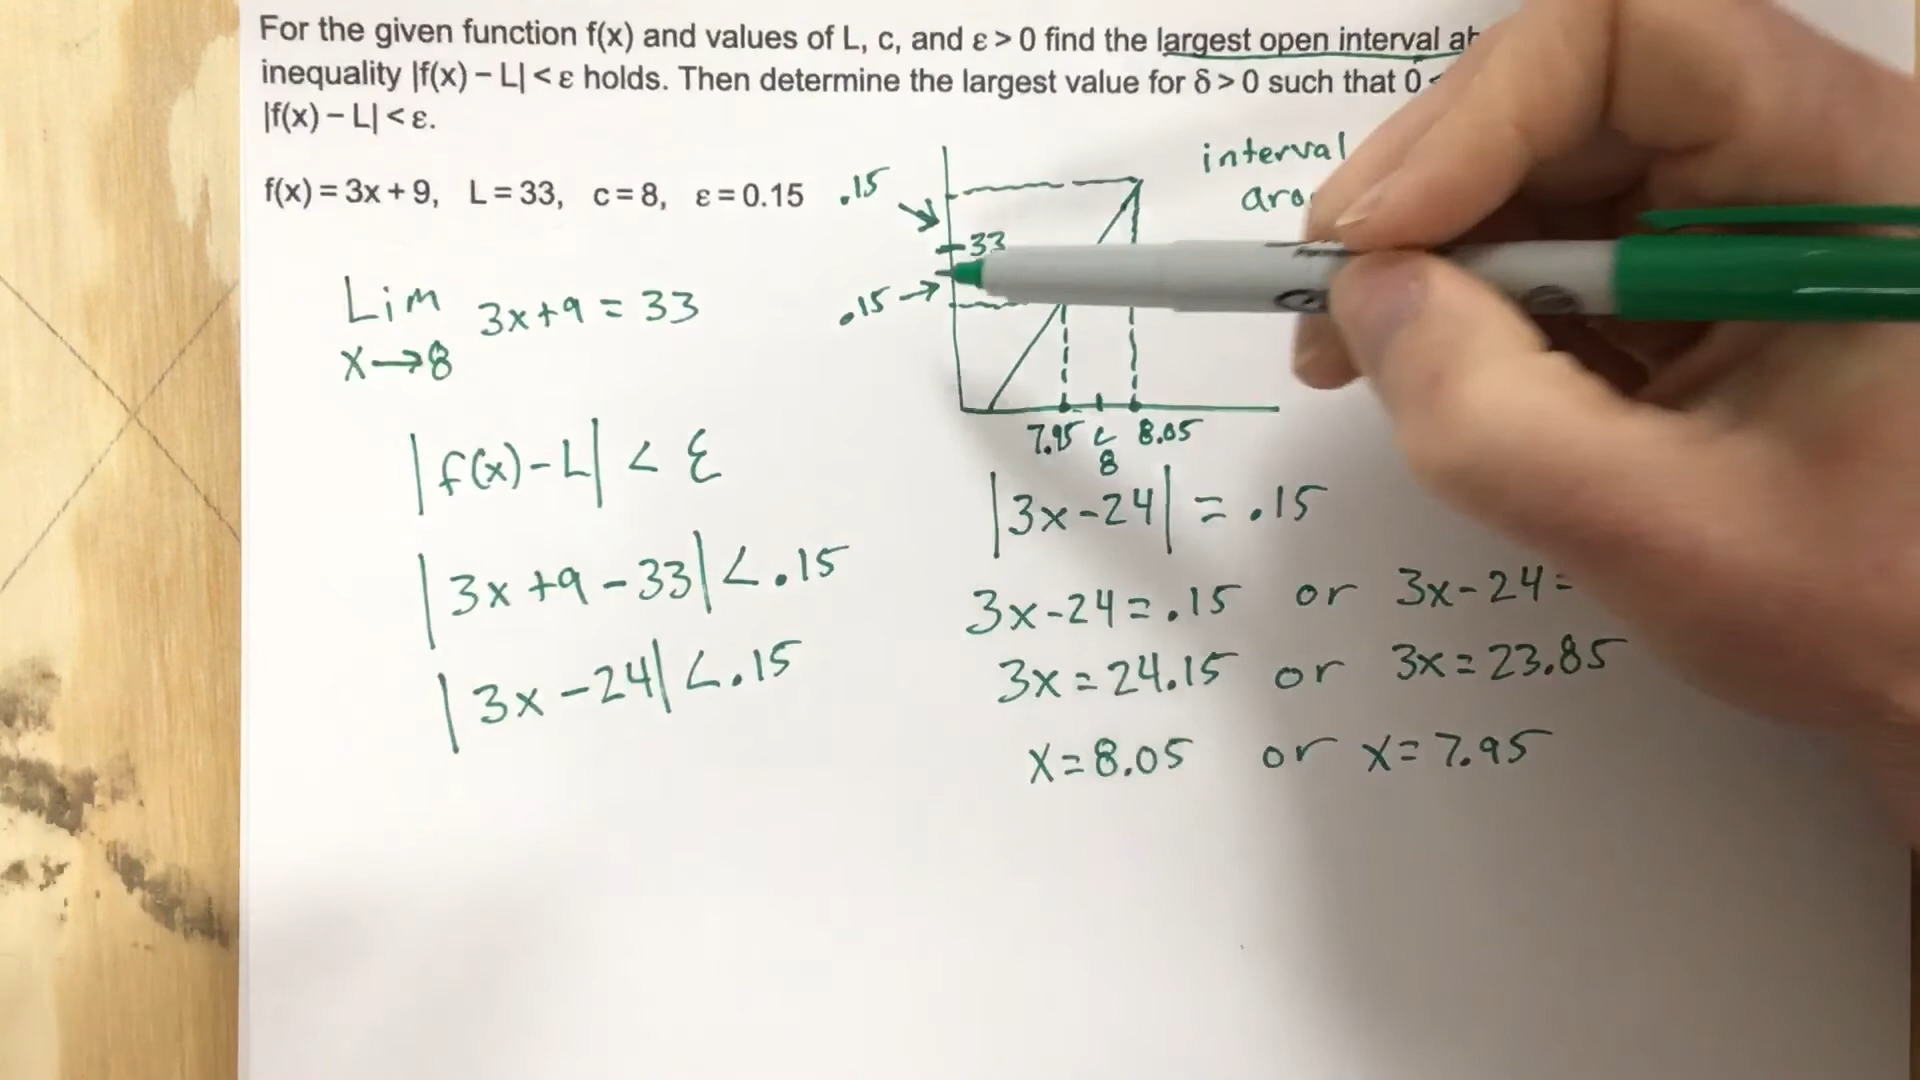 For the given function f(x) and values of L, c, and ε > 0 find the largest open interval
inequality |f(x) − L| < ε holds. Then determine the largest value for δ > 0 such that 0 <
|f(x) − L| < ε.
f(x) = 3x + 9, L = 33, c = 8, ε = 0.15
.15
33
.15
interval
7.95 c 8.05
8
Lim 3x+9 = 33
x→8
|f(x)-L| < ε
|3x+9-33| < .15
|3x-24| < .15
|3x-24| = .15
3x-24=.15 or 3x-24=
3x=24.15 or 3x=23.85
x=8.05 or x=7.95